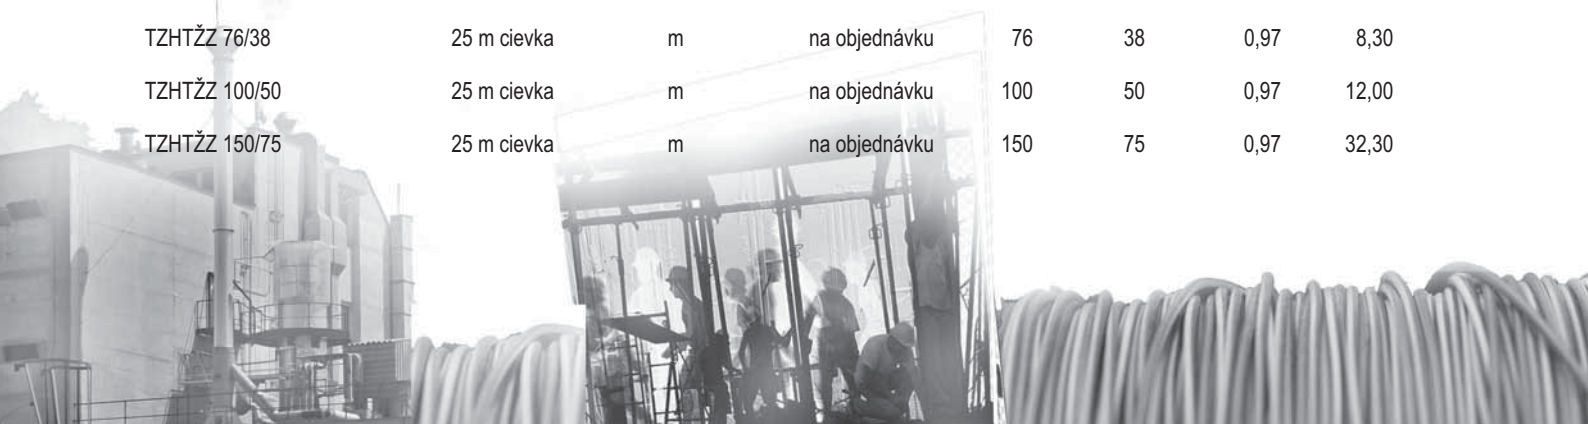 TZHTŽZ 76/38 25 m cievka m na objednávku 76 38 0,97 8,30
TZHTŽZ 100/50 25 m cievka m na objednávku 100 50 0,97 12,00
TZHTŽZ 150/75 25 m cievka m na objednávku 150 75 0,97 32,30